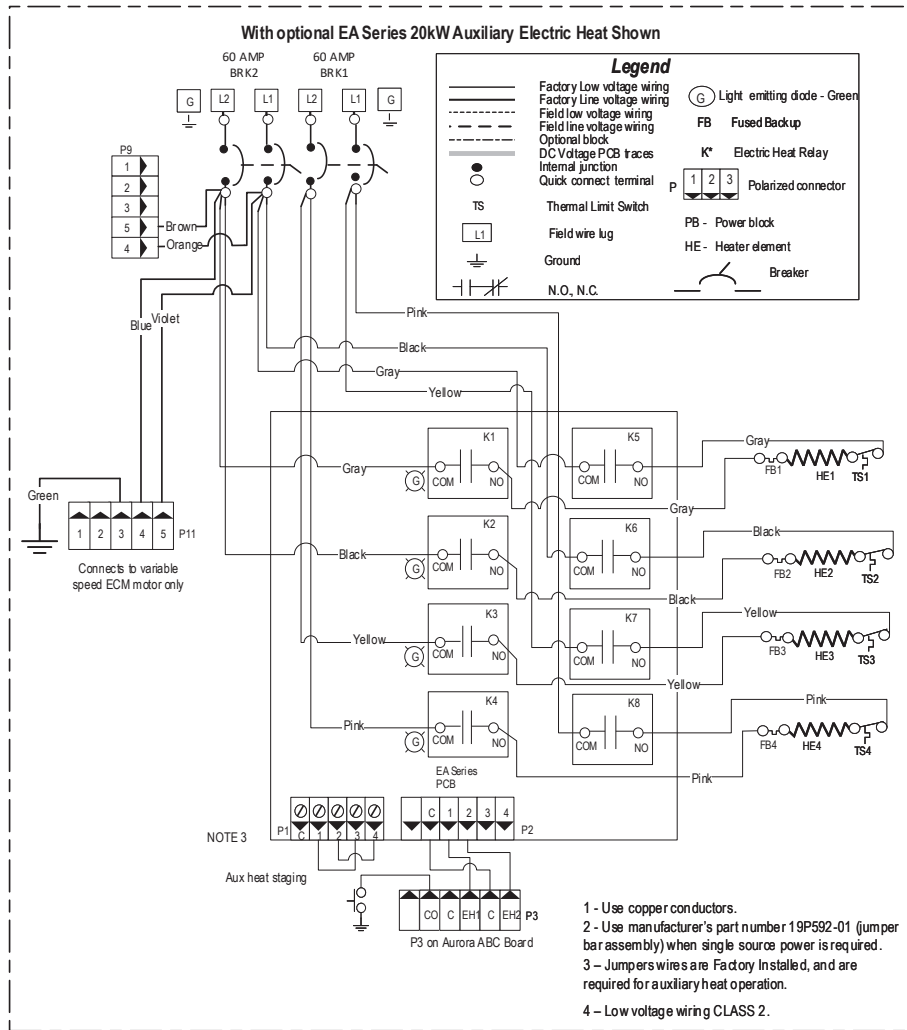 With optional EA Series 20kW Auxiliary Electric Heat Shown
60 AMP
BRK2
60 AMP
BRK1
G
L2
L1
L2
L1
G
Legend
Factory Low voltage wiring
Factory Line voltage wiring
Field low voltage wiring
Field line voltage wiring
Optional block
DC Voltage PCB traces
Internal junction
Quick connect terminal
TS Thermal Limit Switch
L1 Field wire lug
Ground
N.O., N.C.
G Light emitting diode - Green
FB Fused Backup
K* Electric Heat Relay
P 1 2 3 Polarized connector
PB - Power block
HE - Heater element
Breaker
P9
1
2
3
5 Brown
4 Orange
Blue
Violet
Pink
Black
Gray
Yellow
Green
1 2 3 4 5 P11
Connects to variable
speed ECM motor only
K1
Gray
G
COM
NO
K5
COM
NO
Gray
FB1
HE1
TS1
Gray
K2
Black
G
COM
NO
K6
COM
NO
Black
FB2
HE2
TS2
Black
K3
Yellow
G
COM
NO
K7
COM
NO
Yellow
FB3
HE3
TS3
Yellow
K4
Pink
G
COM
NO
K8
COM
NO
Pink
FB4
HE4
TS4
Pink
EA Series
PCB
NOTE 3
P1
C 1 2 3 4
C 1 2 3 4
P2
Aux heat staging
CO C EH1 C EH2 P3
P3 on Aurora ABC Board
1 - Use copper conductors.
2 - Use manufacturer's part number 19P592-01 (jumper
bar assembly) when single source power is required.
3 – Jumpers wires are Factory Installed, and are
required for auxiliary heat operation.
4 – Low voltage wiring CLASS 2.